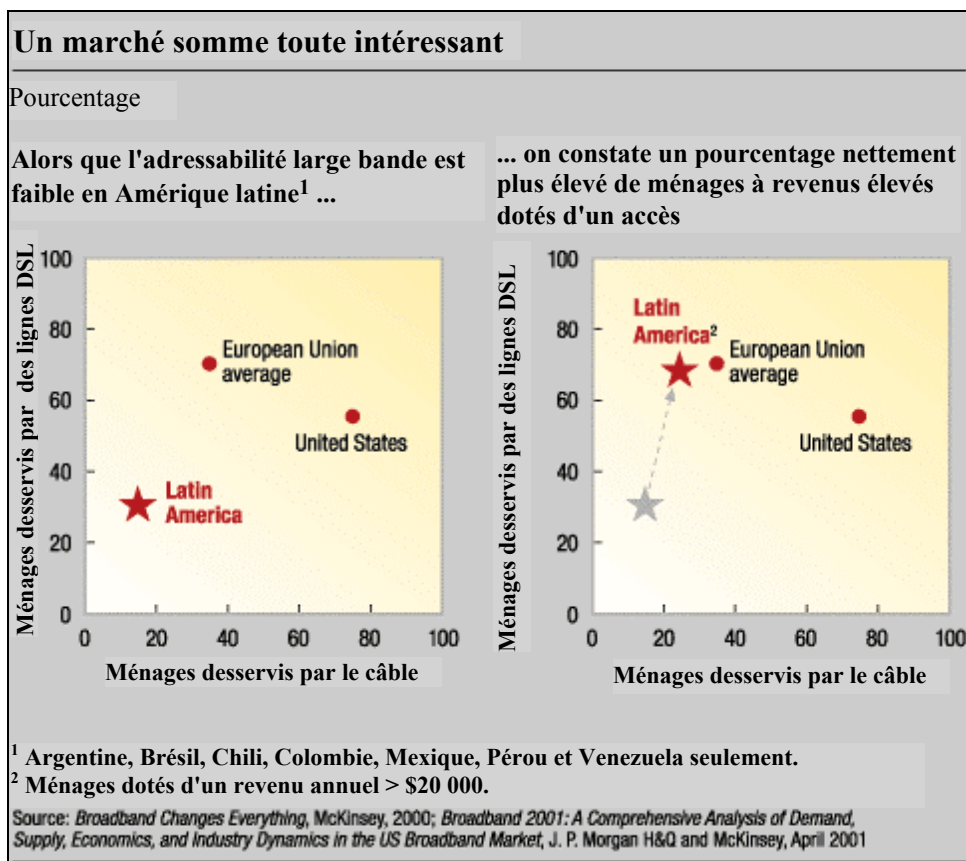 Un marché somme toute intéressant
Pourcentage
Alors que l'adressabilité large bande est
faible en Amérique latine¹ ...
Ménages desservis par des lignes DSL
100
80
60
40
20
0
European Union
average
United States
Latin
America
0 20 40 60 80 100
Ménages desservis par le câble
... on constate un pourcentage nettement
plus élevé de ménages à revenus élevés
dotés d'un accès
Ménages desservis par des lignes DSL
100
80
60
40
20
0
Latin
America²
European Union
average
United States
0 20 40 60 80 100
Ménages desservis par le câble
¹ Argentine, Brésil, Chili, Colombie, Mexique, Pérou et Venezuela seulement.
² Ménages dotés d'un revenu annuel > $20 000.
Source: Broadband Changes Everything, McKinsey, 2000; Broadband 2001: A Comprehensive Analysis of Demand,
Supply, Economics, and Industry Dynamics in the US Broadband Market, J. P. Morgan H&Q and McKinsey, April 2001